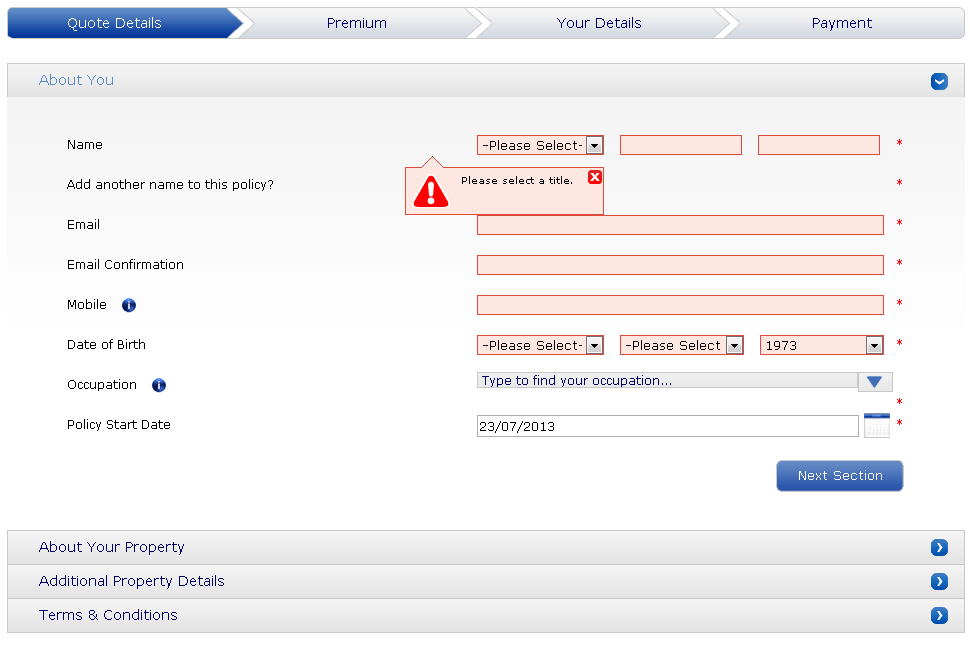 Quote Details Premium Your Details Payment
About You
Name -Please Select- *
Please select a title.
Add another name to this policy? *
Email *
Email Confirmation *
Mobile i *
Date of Birth -Please Select- -Please Select 1973 *
Occupation i Type to find your occupation... *
Policy Start Date 23/07/2013 *
Next Section
About Your Property
Additional Property Details
Terms & Conditions